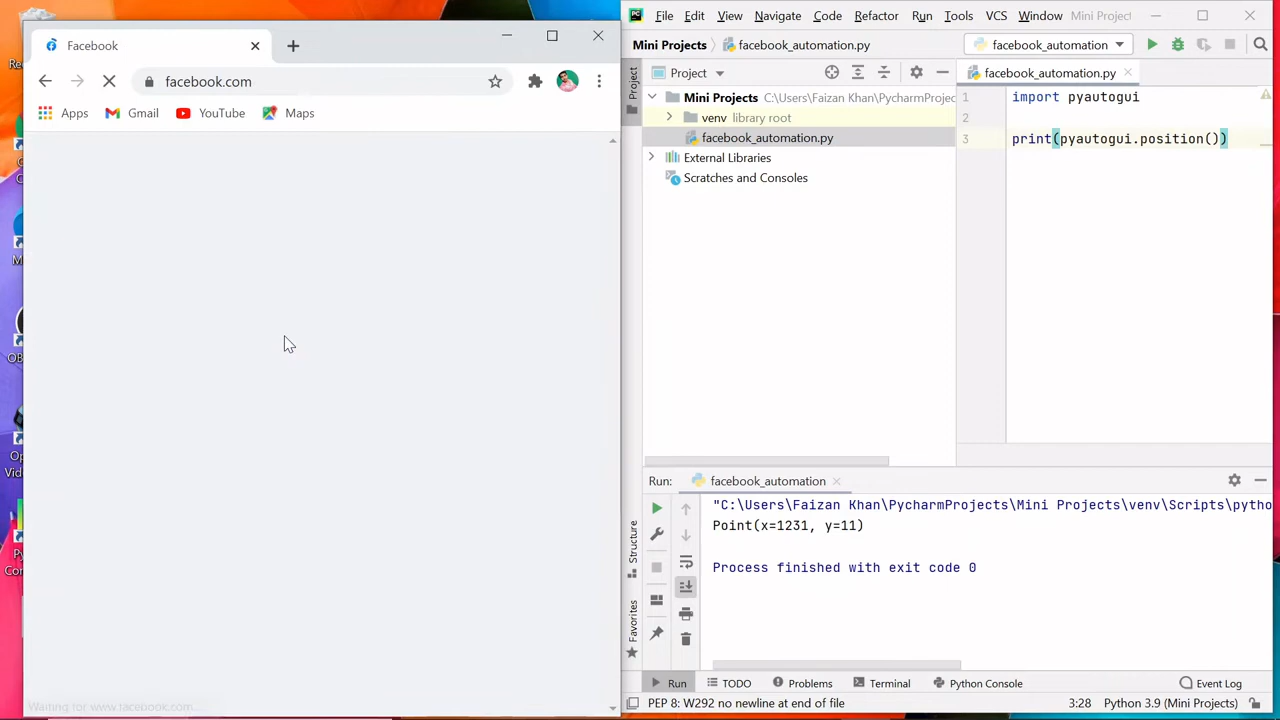 Facebook
facebook.com
Apps
Gmail
YouTube
Maps
Waiting for www.facebook.com...
PC
File Edit View Navigate Code Refactor Run Tools VCS Window Mini Project
Mini Projects
facebook_automation.py
facebook_automation
Project
Project
facebook_automation.py
Mini Projects C:\Users\Faizan Khan\PycharmProjec
venv library root
facebook_automation.py
External Libraries
Scratches and Consoles
1 import pyautogui
2
3 print(pyautogui.position())
Run: facebook_automation
"C:\Users\Faizan Khan\PycharmProjects\Mini Projects\venv\Scripts\pytho
Point(x=1231, y=11)
Process finished with exit code 0
Structure
Favorites
Run TODO Problems Terminal Python Console Event Log
PEP 8: W292 no newline at end of file 3:28 Python 3.9 (Mini Projects)